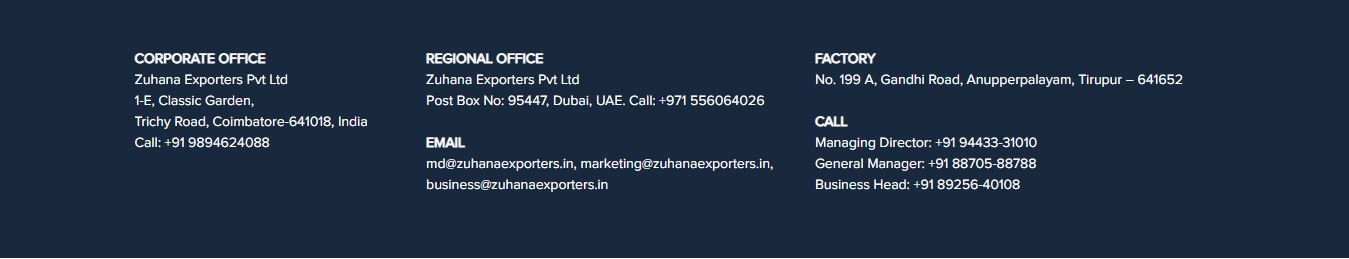 CORPORATE OFFICE
Zuhana Exporters Pvt Ltd
1-E, Classic Garden,
Trichy Road, Coimbatore-641018, India
Call: +91 9894624088
REGIONAL OFFICE
Zuhana Exporters Pvt Ltd
Post Box No: 95447, Dubai, UAE. Call: +971 556064026
EMAIL
md@zuhanaexporters.in, marketing@zuhanaexporters.in,
business@zuhanaexporters.in
FACTORY
No. 199 A, Gandhi Road, Anupperpalayam, Tirupur – 641652
CALL
Managing Director: +91 94433-31010
General Manager: +91 88705-88788
Business Head: +91 89256-40108